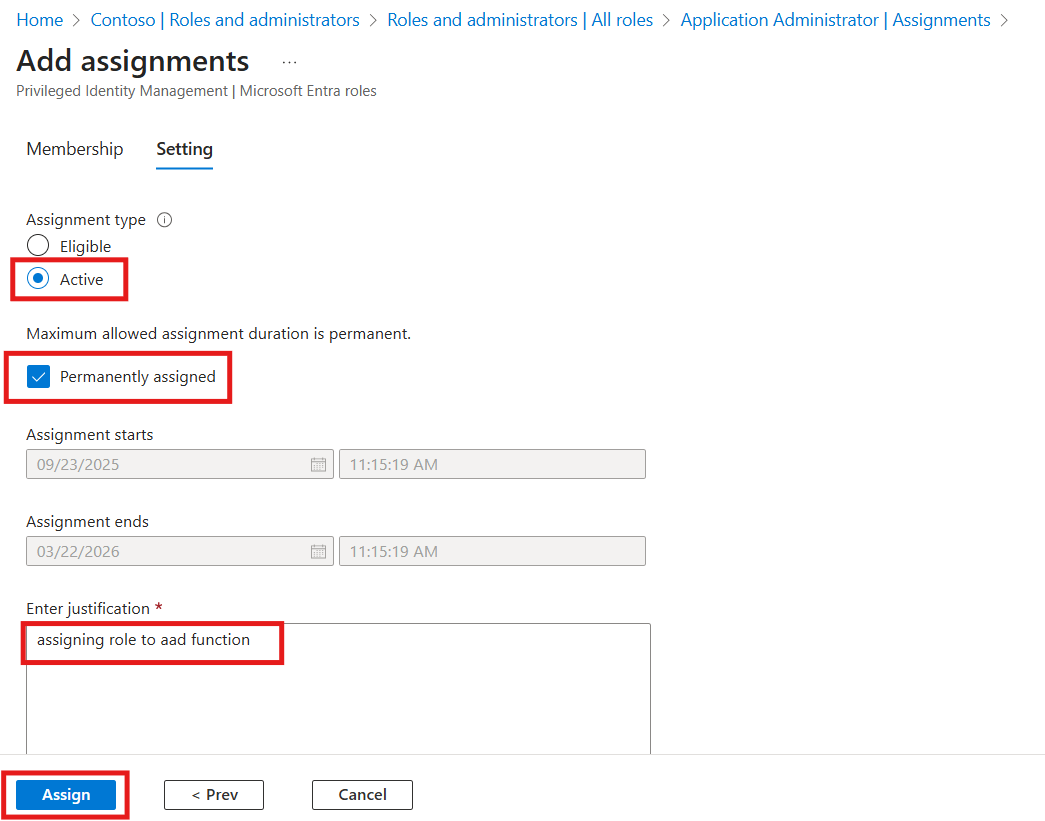 Home > Contoso | Roles and administrators > Roles and administrators | All roles > Application Administrator | Assignments >
Add assignments ...
Privileged Identity Management | Microsoft Entra roles
Membership Setting
Assignment type
Eligible
Active
Maximum allowed assignment duration is permanent.
Permanently assigned
Assignment starts
09/23/2025 11:15:19 AM
Assignment ends
03/22/2026 11:15:19 AM
Enter justification *
assigning role to aad function
Assign < Prev Cancel